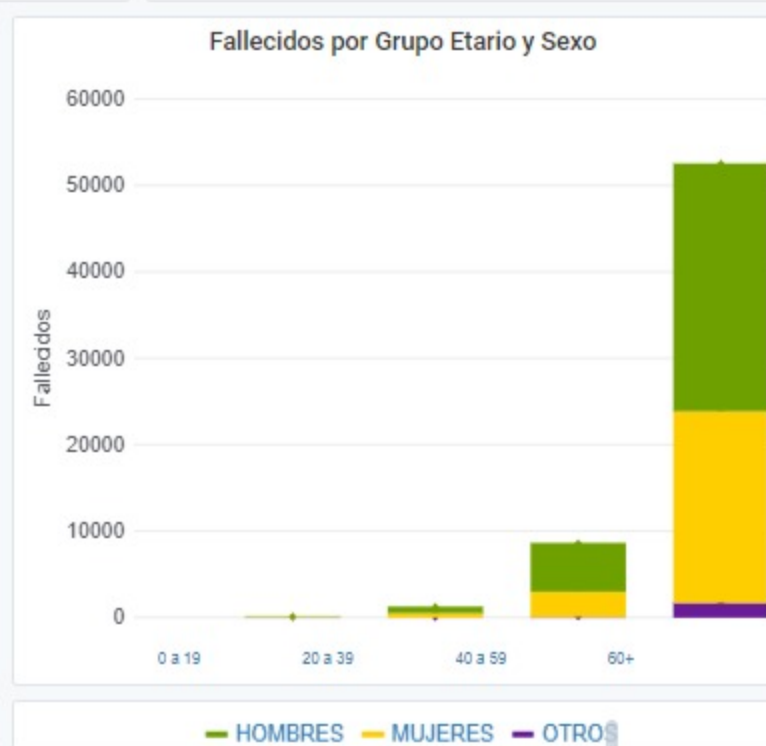 Fallecidos por Grupo Etario y Sexo
60000
50000
40000
30000
20000
10000
0
Fallecidos
0 a 19 20 a 39 40 a 59 60+
HOMBRES MUJERES OTROS